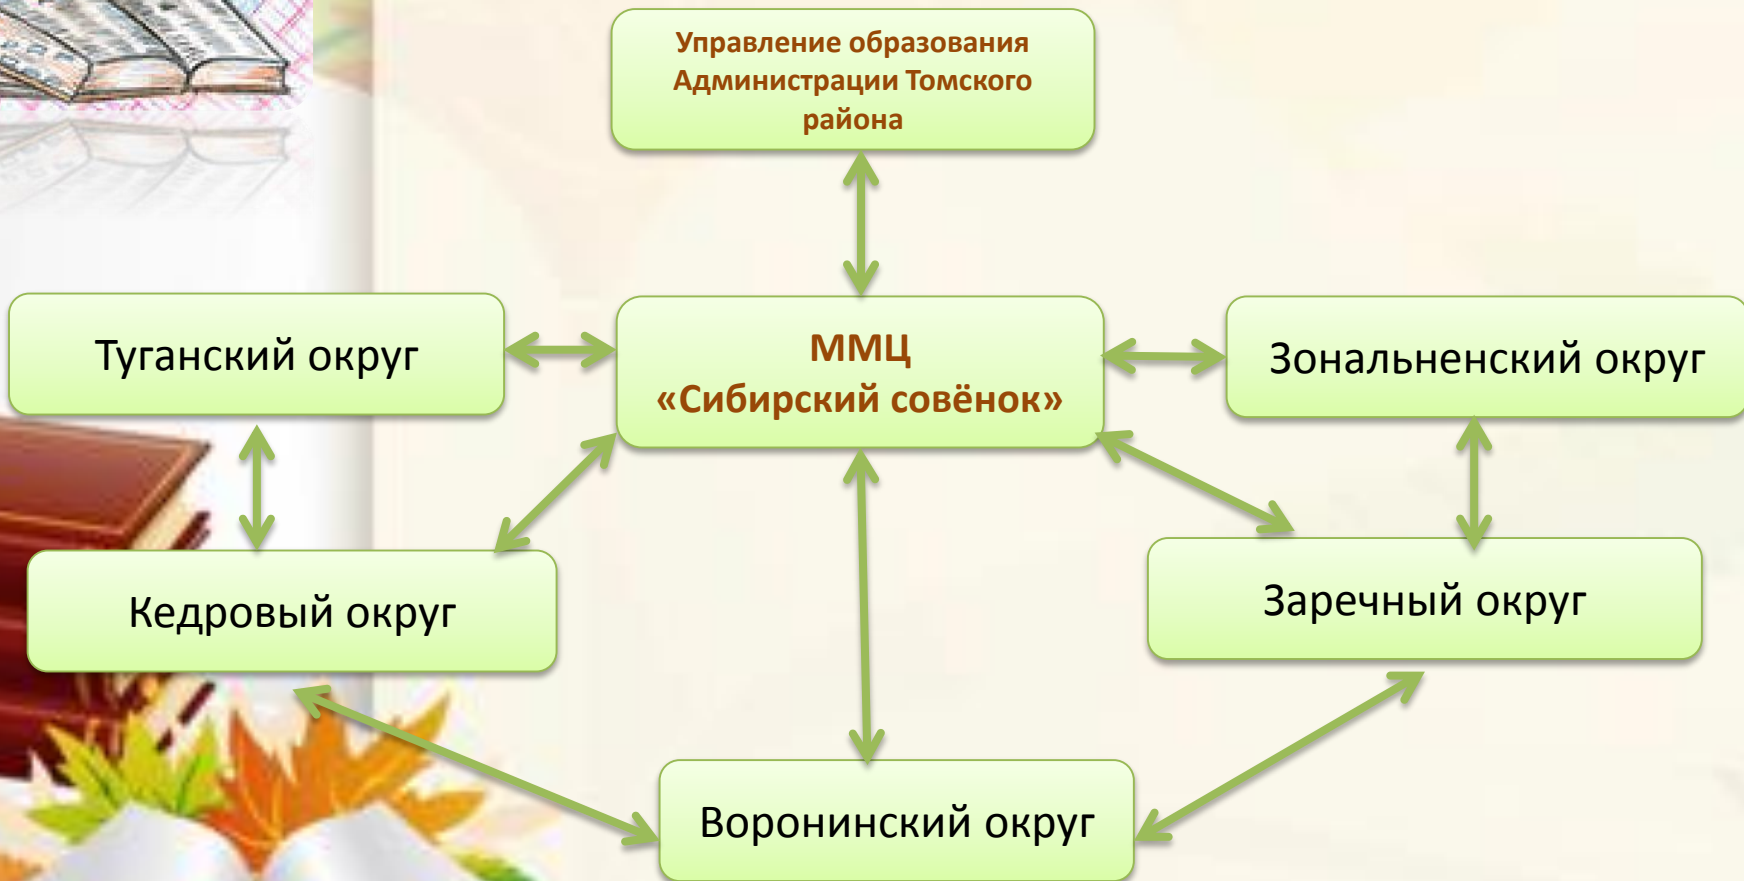 Управление образования
Администрации Томского
района
Туганский округ
ММЦ
«Сибирский совёнок»
Зональненский округ
Кедровый округ
Заречный округ
Воронинский округ